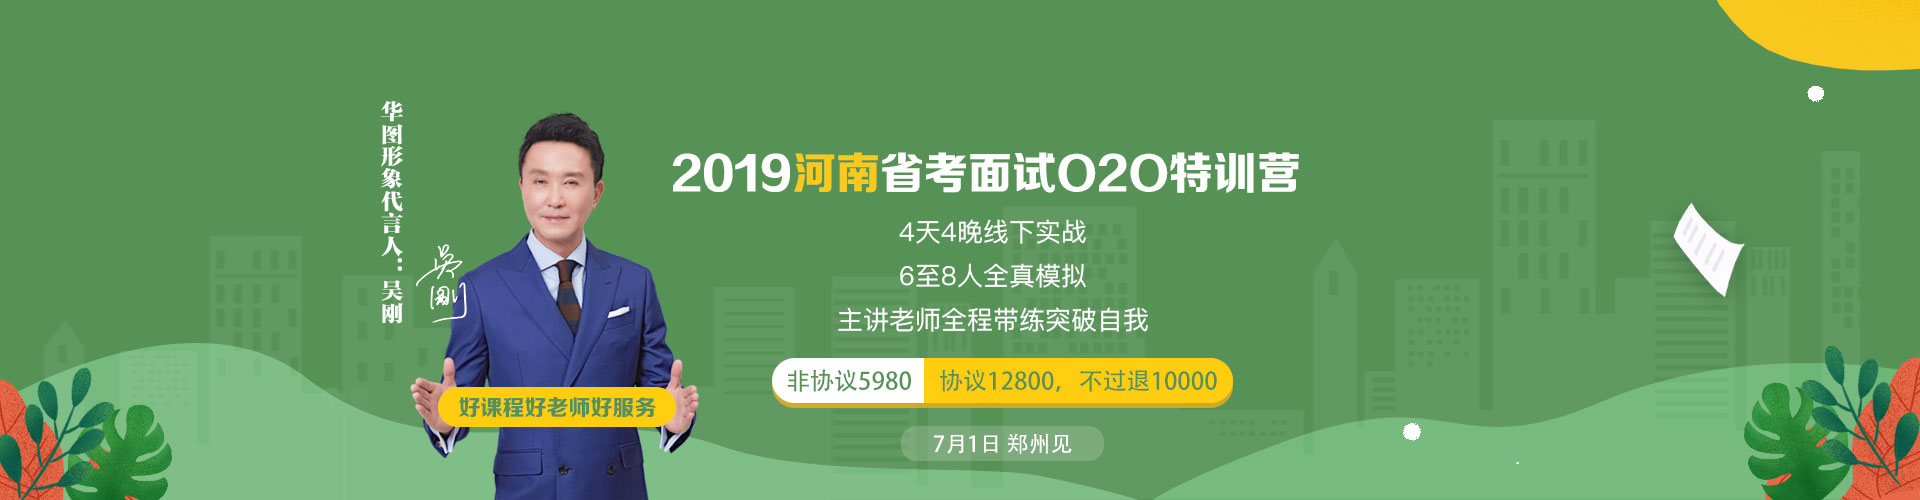 华图形象代言人：吴刚
吴刚
好课程好老师好服务
2019河南省考面试O2O特训营
4天4晚线下实战
6至8人全真模拟
主讲老师全程带练突破自我
非协议5980 协议12800，不过退10000
7月1日 郑州见